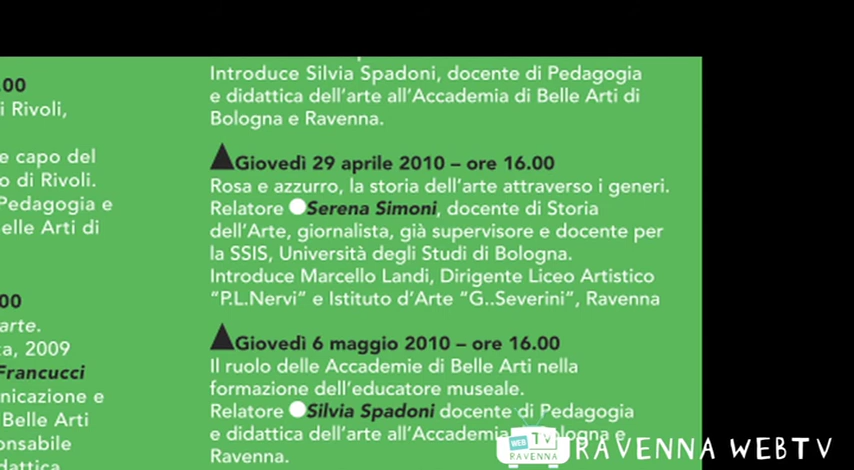 .00
i Rivoli,
e capo del
o di Rivoli.
Pedagogia e
elle Arti di
00
arte.
ta, 2009
Francucci
nicazione e
Belle Arti
onsabile
dattica
Introduce Silvia Spadoni, docente di Pedagogia
e didattica dell'arte all'Accademia di Belle Arti di
Bologna e Ravenna.
Giovedì 29 aprile 2010 – ore 16.00
Rosa e azzurro, la storia dell'arte attraverso i generi.
Relatore Serena Simoni, docente di Storia
dell'Arte, giornalista, già supervisore e docente per
la SSIS, Università degli Studi di Bologna.
Introduce Marcello Landi, Dirigente Liceo Artistico
“P.L.Nervi” e Istituto d'Arte “G..Severini”, Ravenna
Giovedì 6 maggio 2010 – ore 16.00
Il ruolo delle Accademie di Belle Arti nella
formazione dell'educatore museale.
Relatore Silvia Spadoni docente di Pedagogia
e didattica dell'arte all'Accademia ologna e
Ravenna.
WEB TV
RAVENNA
RAVENNA WEBTV